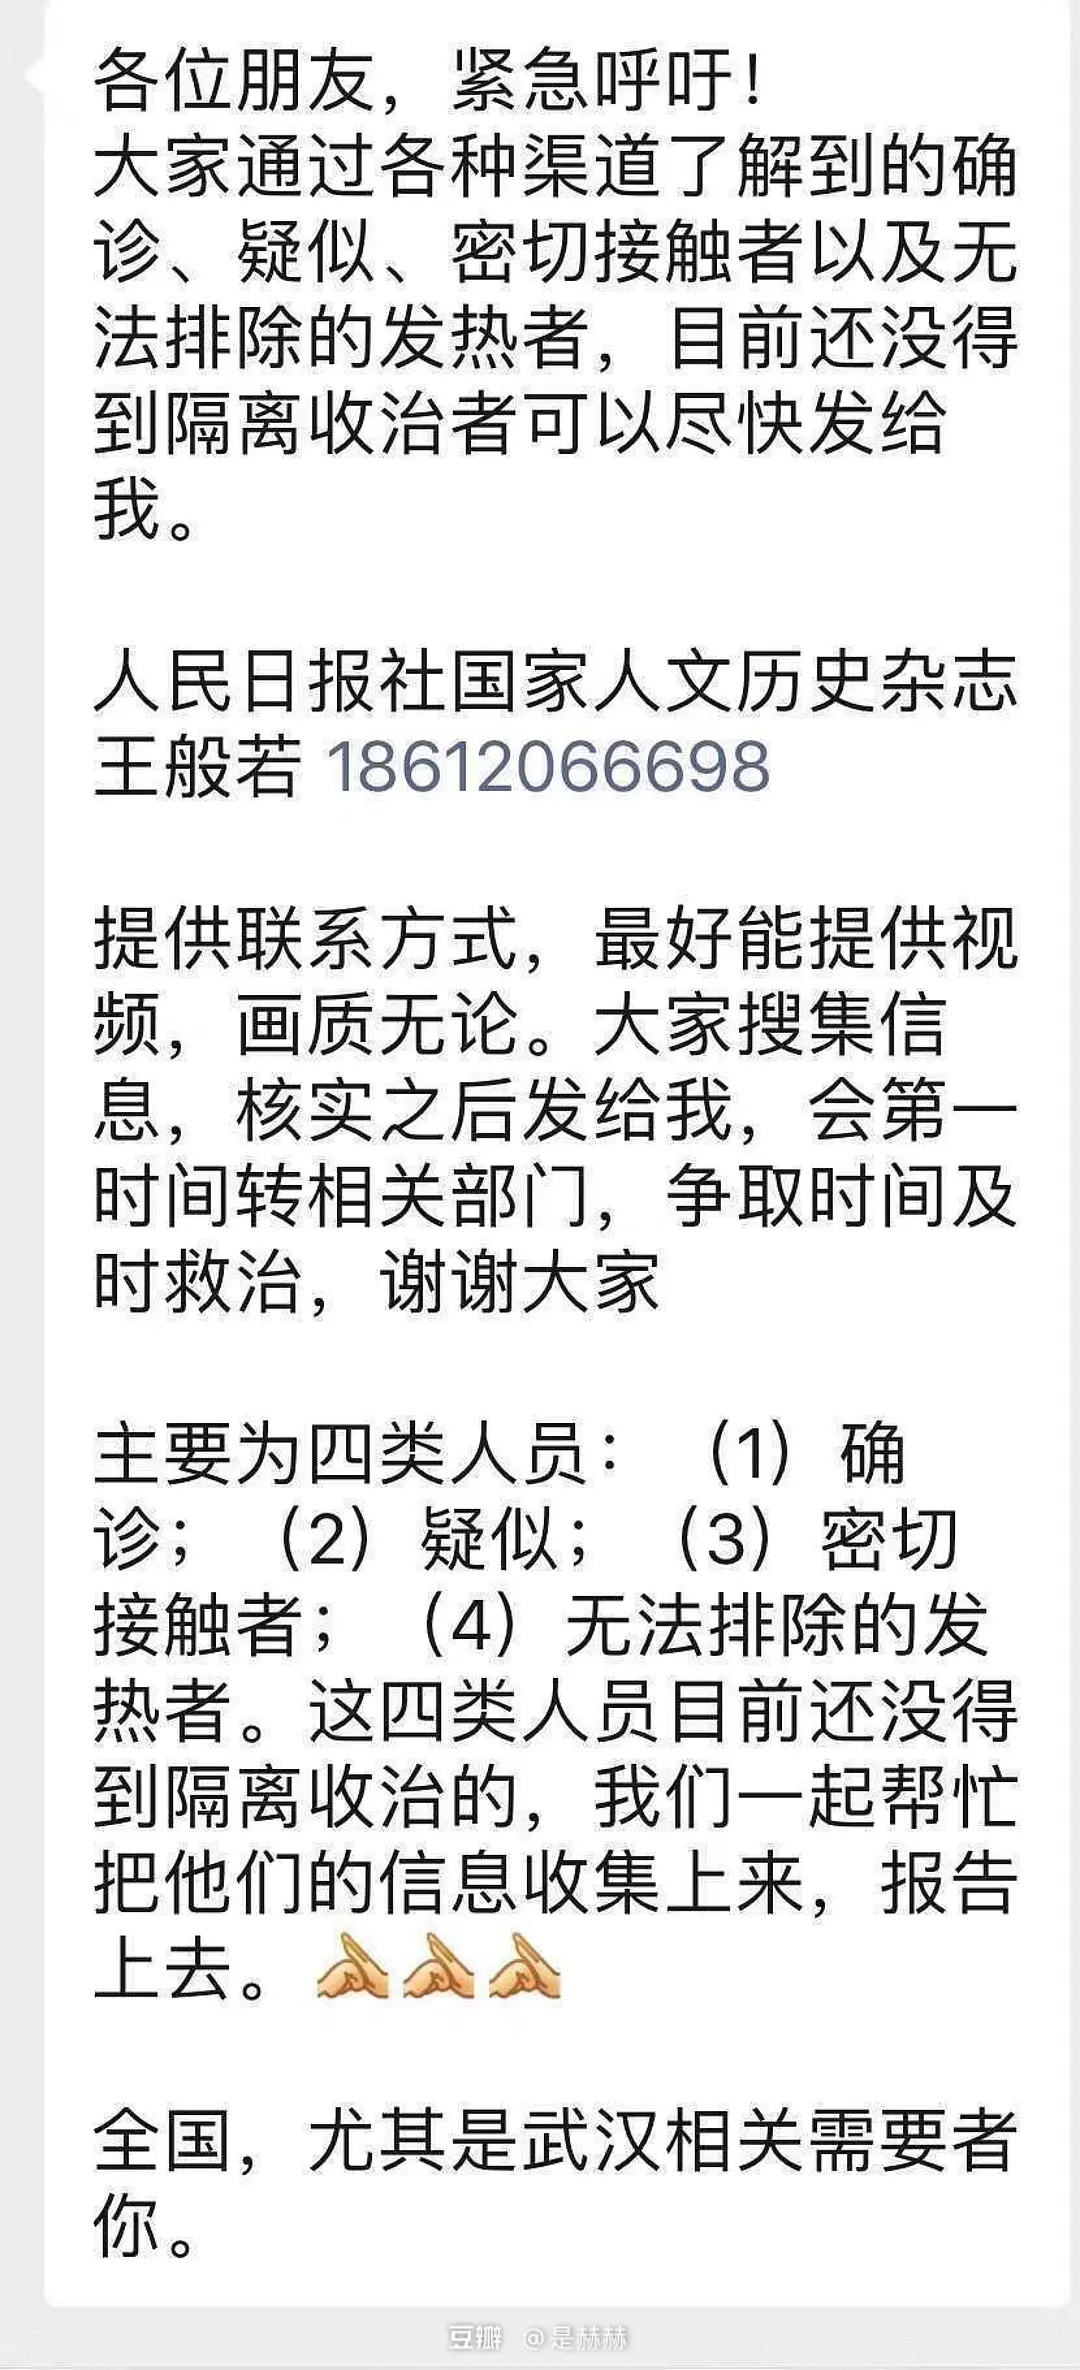 各位朋友，紧急呼吁！
大家通过各种渠道了解到的确
诊、疑似、密切接触者以及无
法排除的发热者，目前还没得
到隔离收治者可以尽快发给
我。
人民日报社国家人文历史杂志
王般若 18612066698
提供联系方式，最好能提供视
频，画质无论。大家搜集信
息，核实之后发给我，会第一
时间转相关部门，争取时间及
时救治，谢谢大家
主要为四类人员：（1）确
诊；（2）疑似；（3）密切
接触者；（4）无法排除的发
热者。这四类人员目前还没得
到隔离收治的，我们一起帮忙
把他们的信息收集上来，报告
上去。
全国，尤其是武汉相关需要者
你。
豆瓣 @是赫赫